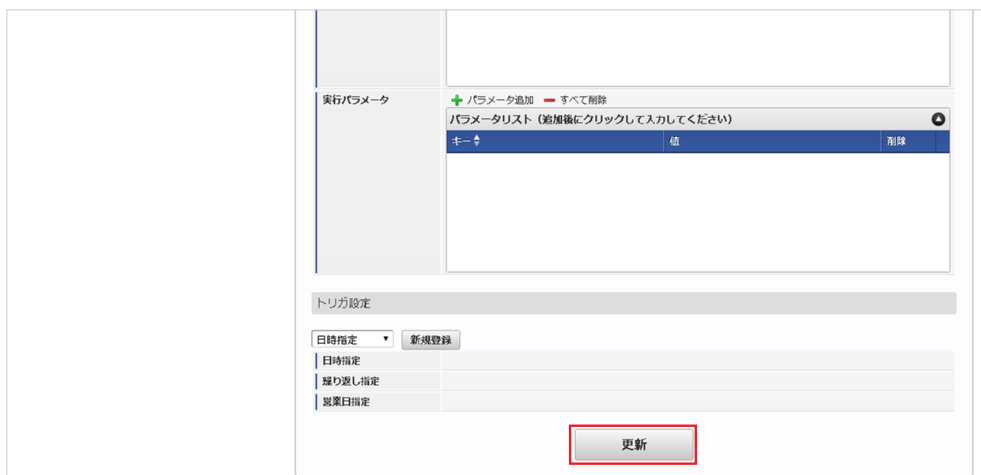 実行パラメータ
パラメータ追加 すべて削除
パラメータリスト（追加後にクリックして入力してください）
キー 値 削除
トリガ設定
日時指定 新規登録
日時指定
繰り返し指定
営業日指定
更新